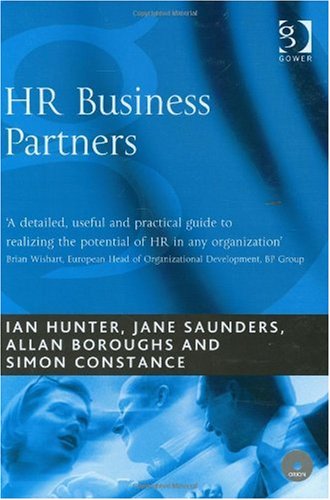 GOWER
HR Business
Partners
‘A detailed, useful and practical guide to
realizing the potential of HR in any organization’
Brian Wishart, European Head of Organizational Development, BP Group
IAN HUNTER, JANE SAUNDERS,
ALLAN BOROUGHS AND
SIMON CONSTANCE
ORION